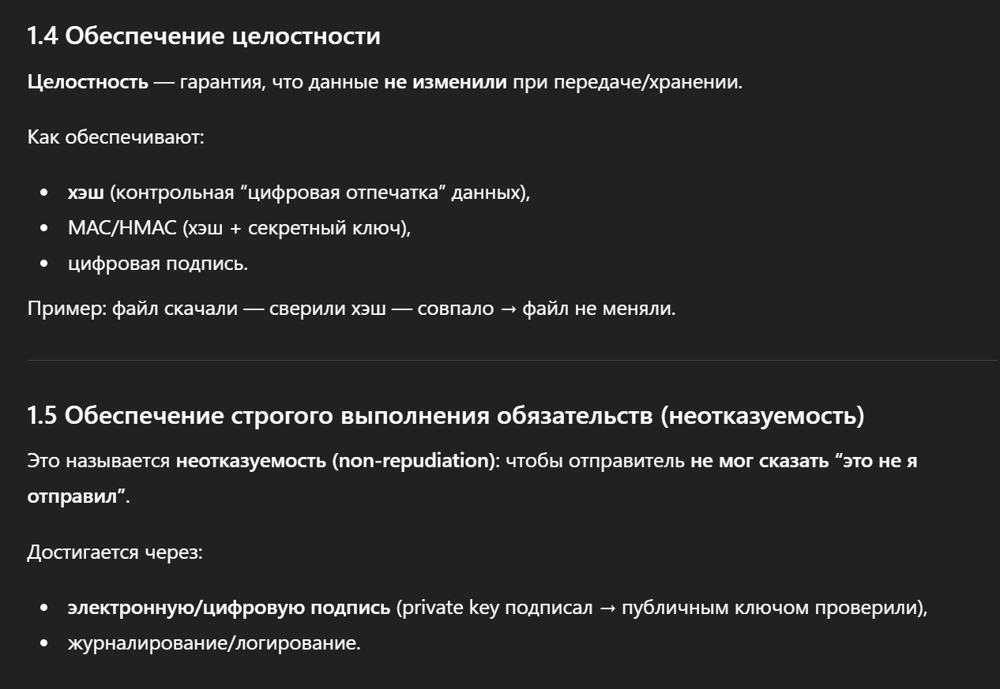 1.4 Обеспечение целостности
Целостность — гарантия, что данные не изменили при передаче/хранении.
Как обеспечивают:
• хэш (контрольная “цифровая отпечатка” данных),
• MAC/HMAC (хэш + секретный ключ),
• цифровая подпись.
Пример: файл скачали — сверили хэш — совпало → файл не меняли.
1.5 Обеспечение строгого выполнения обязательств (неотказуемость)
Это называется неотказуемость (non-repudiation): чтобы отправитель не мог сказать “это не я
отправил”.
Достигается через:
• электронную/цифровую подпись (private key подписал → публичным ключом проверили),
• журналирование/логирование.